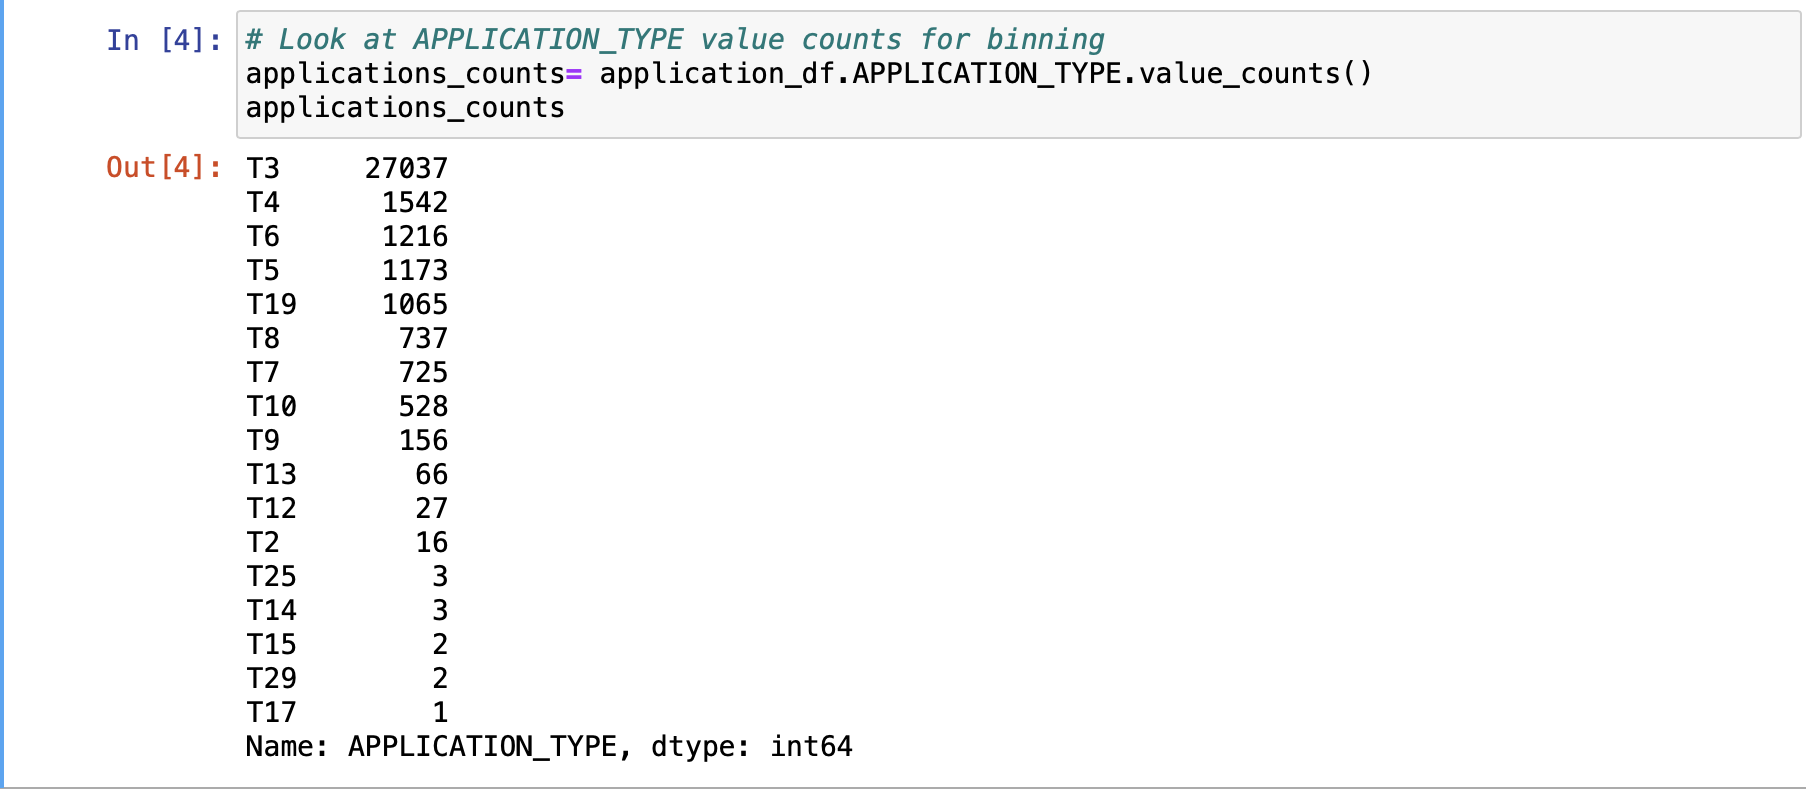 In [4]: # Look at APPLICATION_TYPE value counts for binning
applications_counts= application_df.APPLICATION_TYPE.value_counts()
applications_counts
Out[4]: T3 27037
T4 1542
T6 1216
T5 1173
T19 1065
T8 737
T7 725
T10 528
T9 156
T13 66
T12 27
T2 16
T25 3
T14 3
T15 2
T29 2
T17 1
Name: APPLICATION_TYPE, dtype: int64